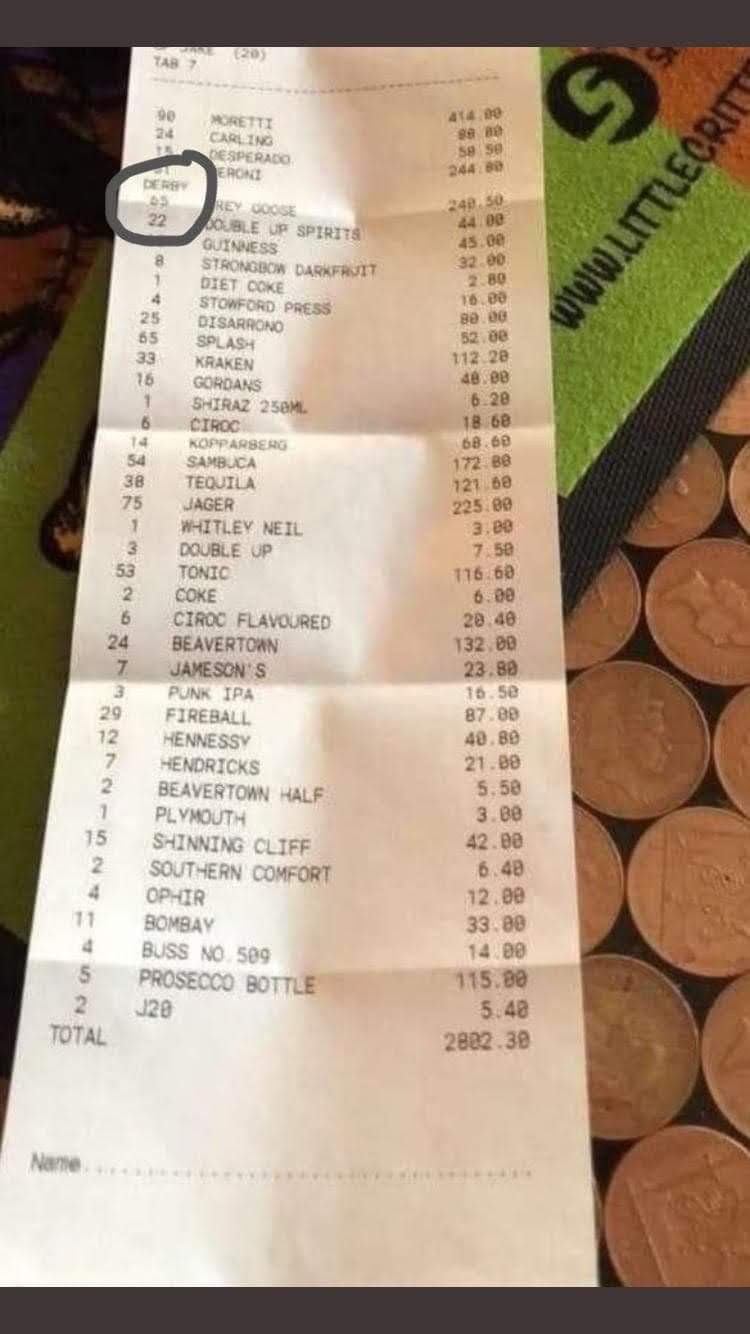 JAKE (20)
TAB 7
90 MORETTI 414.00
24 CARLING
15 DESPERADO 58.50
ERONI 244.80
DERBY
65 REY GOOSE 240.50
22 DOUBLE UP SPIRITS 44.00
GUINNESS 45.00
8 STRONGBOW DARKFRUIT 32.00
1 DIET COKE 2.80
4 STOWFORD PRESS 16.00
25 DISARRONO 80.00
65 SPLASH 52.00
33 KRAKEN 112.20
16 GORDANS 48.00
1 SHIRAZ 250ML 6.20
6 CIROC 18.60
14 KOPPARBERG 68.60
54 SAMBUCA 172.80
38 TEQUILA 121.60
75 JAGER 225.00
1 WHITLEY NEIL 3.00
3 DOUBLE UP 7.50
53 TONIC 116.60
2 COKE 6.00
6 CIROC FLAVOURED 20.40
24 BEAVERTOWN 132.00
7 JAMESON'S 23.80
3 PUNK IPA 16.50
29 FIREBALL 87.00
12 HENNESSY 40.80
7 HENDRICKS 21.00
2 BEAVERTOWN HALF 5.50
1 PLYMOUTH 3.00
15 SHINNING CLIFF 42.00
2 SOUTHERN COMFORT 6.40
4 OPHIR 12.00
11 BOMBAY 33.00
4 BUSS NO.509 14.00
5 PROSECCO BOTTLE 115.00
2 J20 5.40
TOTAL 2802.30
Name
S
WWW.LITTLECRITT